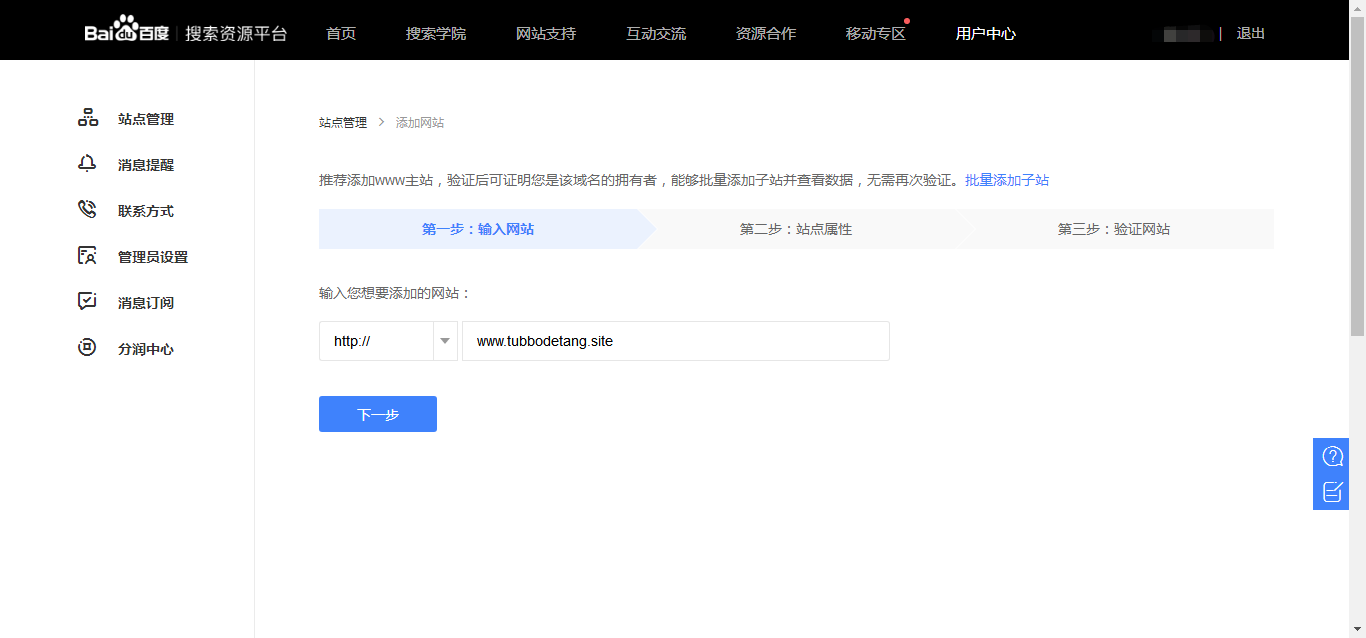 Bai du 百度 | 搜索资源平台 首页 搜索学院 网站支持 互动交流 资源合作 移动专区 用户中心 | 退出
站点管理
消息提醒
联系方式
管理员设置
消息订阅
分润中心
站点管理 > 添加网站
推荐添加www主站，验证后可证明您是该域名的拥有者，能够批量添加子站并查看数据，无需再次验证。批量添加子站
第一步：输入网站 第二步：站点属性 第三步：验证网站
输入您想要添加的网站：
http:// www.tubbodetang.site
下一步